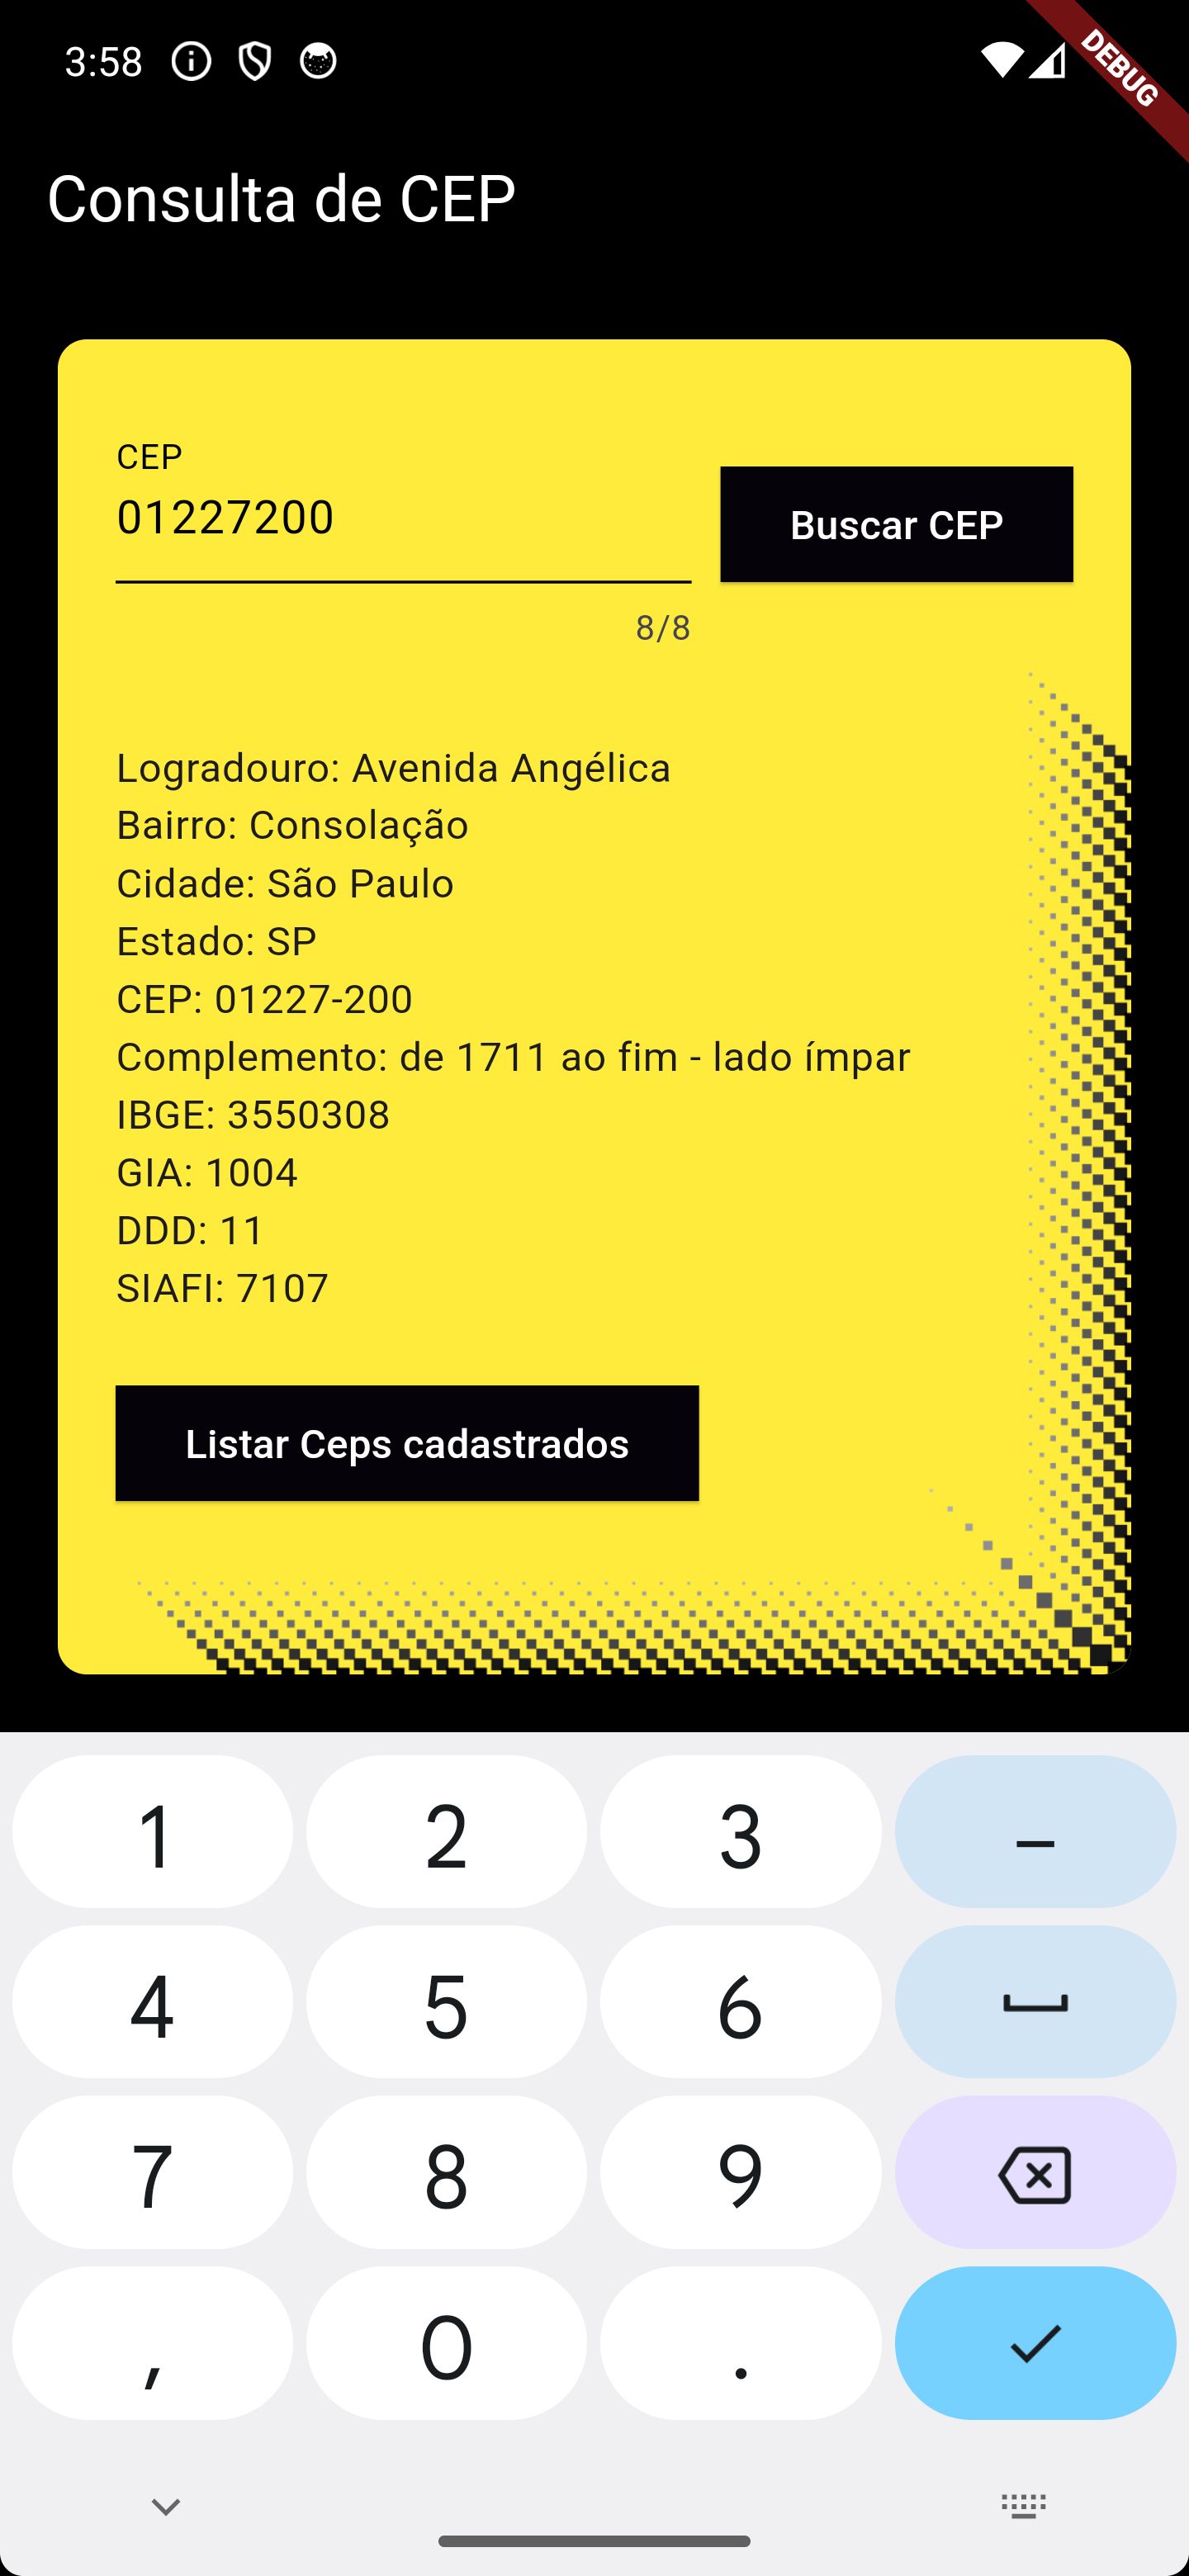 3:58
DEBUG
Consulta de CEP
CEP
01227200
Buscar CEP
8/8
Logradouro: Avenida Angélica
Bairro: Consolação
Cidade: São Paulo
Estado: SP
CEP: 01227-200
Complemento: de 1711 ao fim - lado ímpar
IBGE: 3550308
GIA: 1004
DDD: 11
SIAFI: 7107
Listar Ceps cadastrados
1 2 3 –
4 5 6
7 8 9
, 0 .